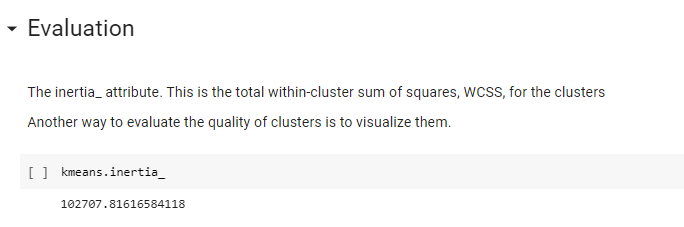 Evaluation
The inertia_ attribute. This is the total within-cluster sum of squares, WCSS, for the clusters
Another way to evaluate the quality of clusters is to visualize them.
[ ] kmeans.inertia_
102707.81616584118